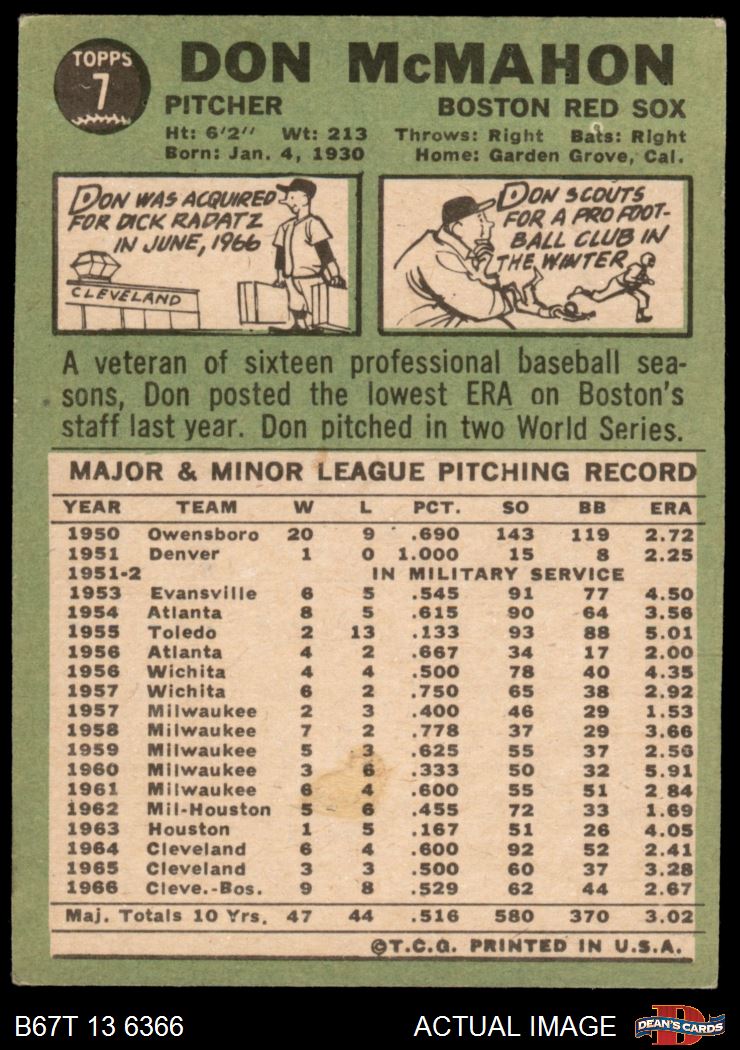 TOPPS
7
DON McMAHON
PITCHER BOSTON RED SOX
Ht: 6'2" Wt: 213 Throws: Right Bats: Right
Born: Jan. 4, 1930 Home: Garden Grove, Cal.
DON WAS ACQUIRED
FOR DICK RADATZ
IN JUNE, 1966
CLEVELAND
DON SCOUTS
FOR A PRO FOOT-
BALL CLUB IN
THE WINTER
A veteran of sixteen professional baseball sea-
sons, Don posted the lowest ERA on Boston's
staff last year. Don pitched in two World Series.
MAJOR & MINOR LEAGUE PITCHING RECORD
YEAR TEAM W L PCT. SO BB ERA
1950 Owensboro 20 9 .690 143 119 2.72
1951 Denver 1 0 1.000 15 8 2.25
1951-2 IN MILITARY SERVICE
1953 Evansville 6 5 .545 91 77 4.50
1954 Atlanta 8 5 .615 90 64 3.56
1955 Toledo 2 13 .133 93 88 5.01
1956 Atlanta 4 2 .667 34 17 2.00
1956 Wichita 4 4 .500 78 40 4.35
1957 Wichita 6 2 .750 65 38 2.92
1957 Milwaukee 2 3 .400 46 29 1.53
1958 Milwaukee 7 2 .778 37 29 3.66
1959 Milwaukee 5 3 .625 55 37 2.56
1960 Milwaukee 3 6 .333 50 32 5.91
1961 Milwaukee 6 4 .600 55 51 2.84
1962 Mil-Houston 5 6 .455 72 33 1.69
1963 Houston 1 5 .167 51 26 4.05
1964 Cleveland 6 4 .600 92 52 2.41
1965 Cleveland 3 3 .500 60 37 3.28
1966 Cleve.-Bos. 9 8 .529 62 44 2.67
Maj. Totals 10 Yrs. 47 44 .516 580 370 3.02
©T.C.G. PRINTED IN U.S.A.
B67T 13 6366 ACTUAL IMAGE
DEAN'S CARDS